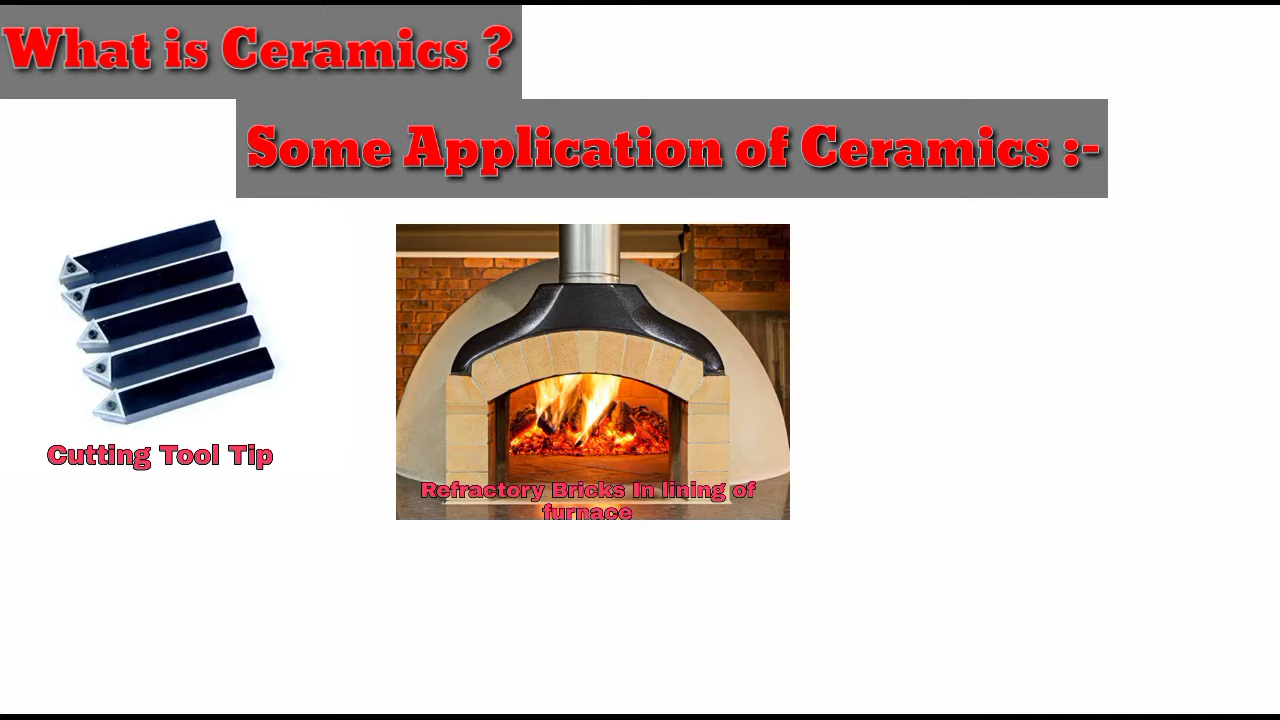 What is Ceramics ?
Some Application of Ceramics :-
Cutting Tool Tip
Refractory Bricks In lining of
furnace